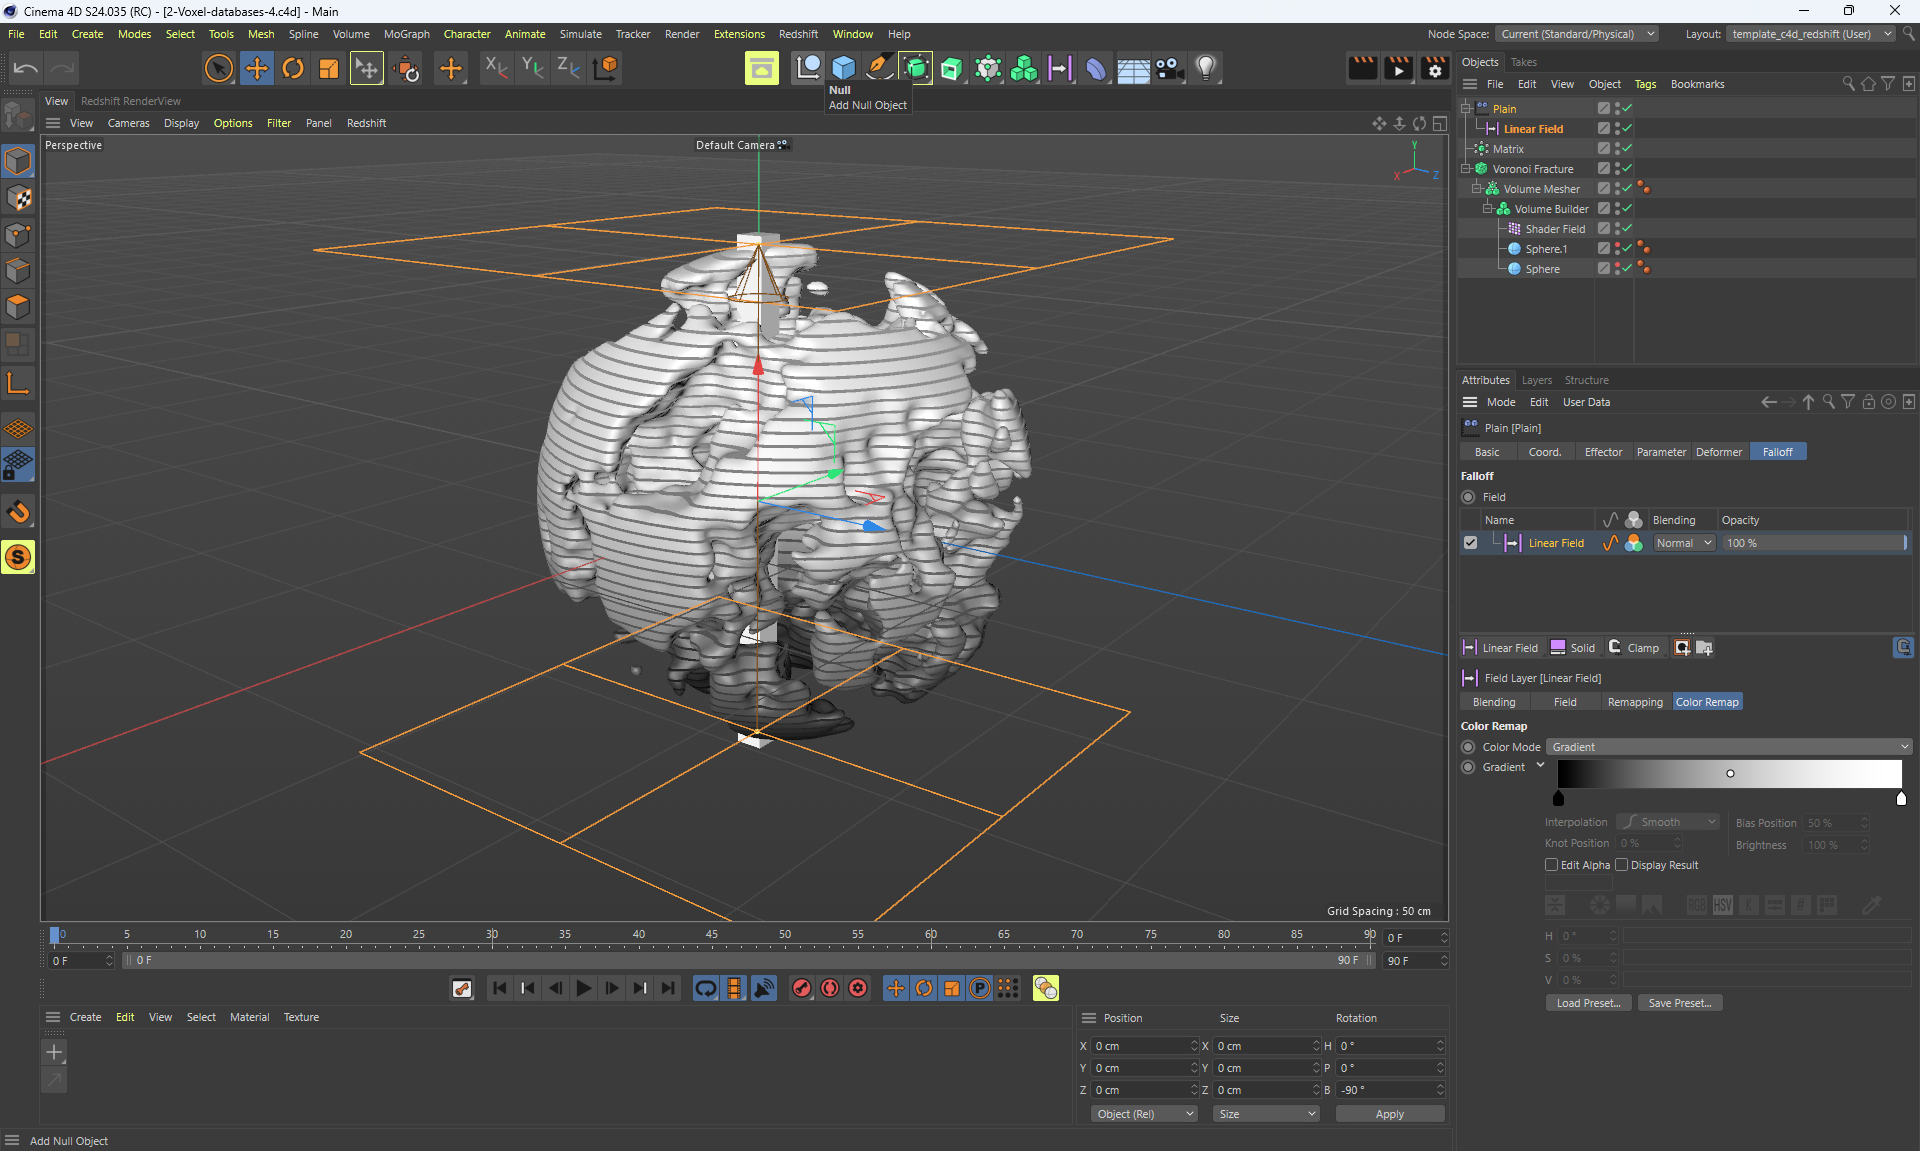 Cinema 4D S24.035 (RC) - [2-Voxel-databases-4.c4d] - Main
File Edit Create Modes Select Tools Mesh Spline Volume MoGraph Character Animate Simulate Tracker Render Extensions Redshift Window Help
Node Space: Current (Standard/Physical) Layout: template_c4d_redshift (User)
X Y Z
Null
Add Null Object
View Redshift RenderView
View Cameras Display Options Filter Panel Redshift
Perspective
Default Camera
Y
X Z
Grid Spacing : 50 cm
0 5 10 15 20 25 30 35 40 45 50 55 60 65 70 75 80 85 90
0 F
0 F 0 F 90 F 90 F
Create Edit View Select Material Texture
Position Size Rotation
X 0 cm X 0 cm H 0 °
Y 0 cm Y 0 cm P 0 °
Z 0 cm Z 0 cm B -90 °
Object (Rel) Size Apply
Add Null Object
Objects Takes
File Edit View Object Tags Bookmarks
Plain
Linear Field
Matrix
Voronoi Fracture
Volume Mesher
Volume Builder
Shader Field
Sphere.1
Sphere
Attributes Layers Structure
Mode Edit User Data
Plain [Plain]
Basic Coord. Effector Parameter Deformer Falloff
Falloff
Field
Name Blending Opacity
Linear Field Normal 100 %
Linear Field Solid Clamp
Field Layer [Linear Field]
Blending Field Remapping Color Remap
Color Remap
Color Mode Gradient
Gradient
Interpolation Smooth Bias Position 50 %
Knot Position 0 % Brightness 100 %
Edit Alpha Display Result
RGB HSV K #
H 0 °
S 0 %
V 0 %
Load Preset... Save Preset...